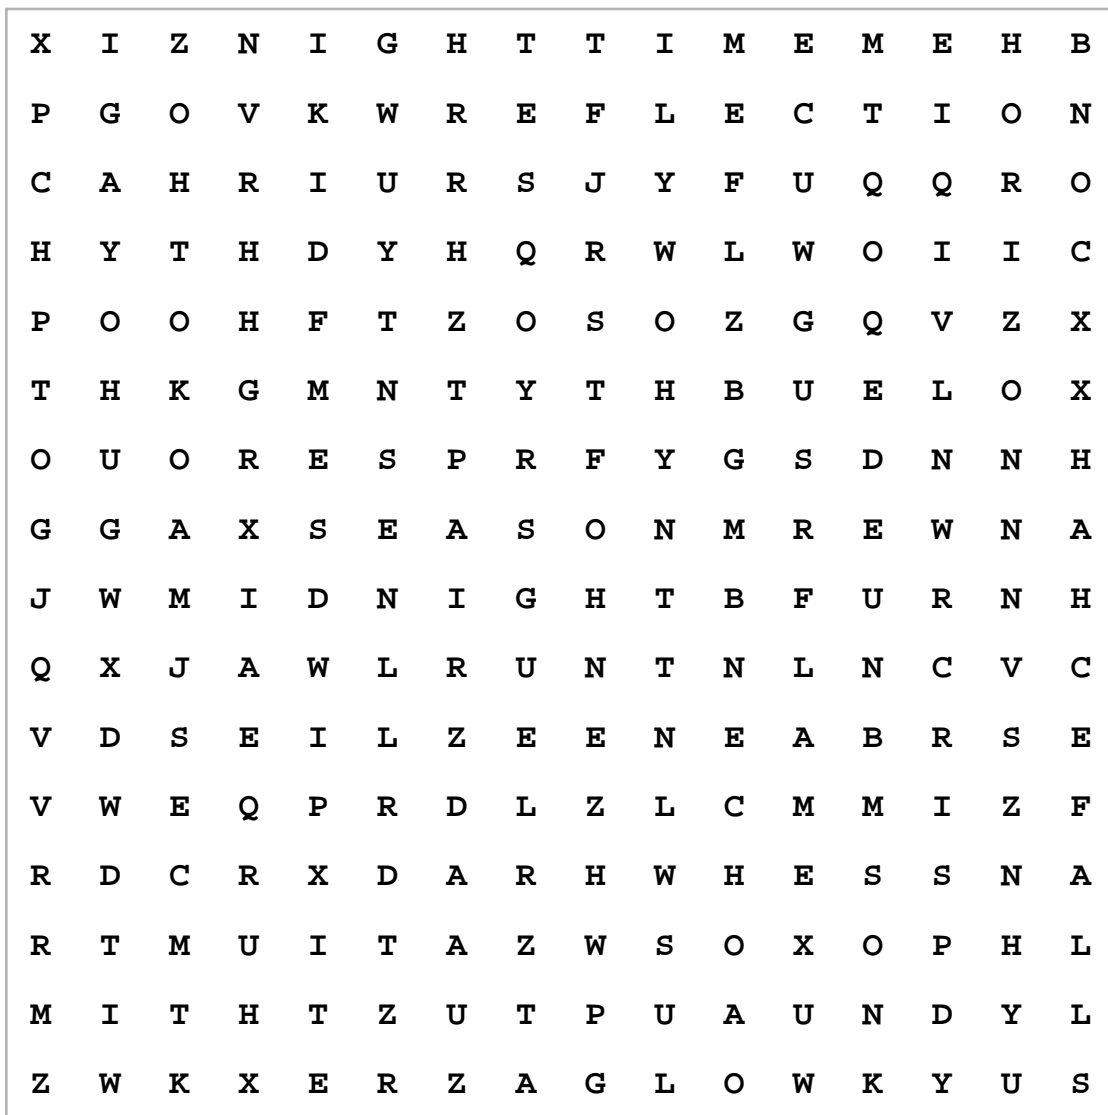 X I Z N I G H T T I M E M E H B
P G O V K W R E F L E C T I O N
C A H R I U R S J Y F U Q Q R O
H Y T H D Y H Q R W L W O I I C
P O O H F T Z O S O Z G Q V Z X
T H K G M N T Y T H B U E L O X
O U O R E S P R F Y G S D N N H
G G A X S E A S O N M R E W N A
J W M I D N I G H T B F U R N H
Q X J A W L R U N T N L N C V C
V D S E I L Z E E N E A B R S E
V W E Q P R D L Z L C M M I Z F
R D C R X D A R H W H E S S N A
R T M U I T A Z W S O X O P H L
M I T H T Z U T P U A U N D Y L
Z W K X E R Z A G L O W K Y U S